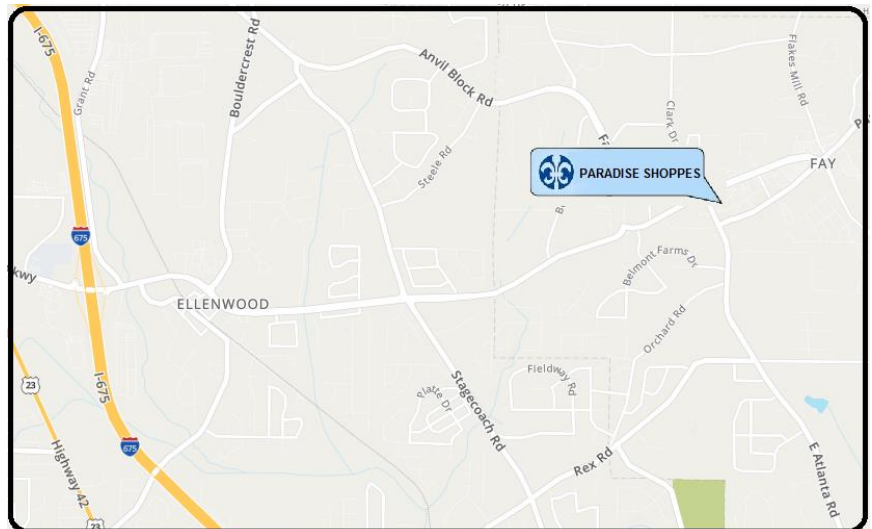 I-675
Grant Rd
Bouldercrest Rd
Anvil Block Rd
Flakes Mill Rd
Clark Dr
Steele Rd
PARADISE SHOPPES
FAY
675
Belmont Farms Dr
kwy
ELLENWOOD
Orchard Rd
23
I-675
Platte Dr
Fieldway Rd
Stagecoach Rd
Highway 42
675
Rex Rd
E Atlanta Rd
23